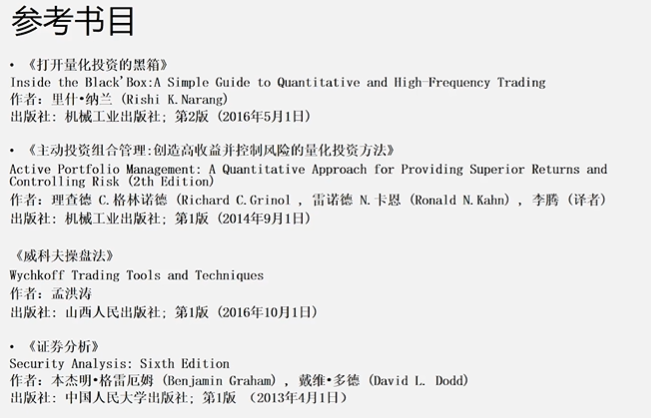 参考书目
• 《打开量化投资的黑箱》
Inside the Black'Box:A Simple Guide to Quantitative and High-Frequency Trading
作者: 里什•纳兰 (Rishi K.Narang)
出版社: 机械工业出版社; 第2版 (2016年5月1日)
• 《主动投资组合管理:创造高收益并控制风险的量化投资方法》
Active Portfolio Management: A Quantitative Approach for Providing Superior Returns and
Controlling Risk (2th Edition)
作者: 理查德 C.格林诺德 (Richard C.Grinol , 雷诺德 N.卡恩 (Ronald N.Kahn) , 李腾 (译者)
出版社: 机械工业出版社; 第1版 (2014年9月1日)
《威科夫操盘法》
Wychkoff Trading Tools and Techniques
作者: 孟洪涛
出版社: 山西人民出版社; 第1版 (2016年10月1日)
• 《证券分析》
Security Analysis: Sixth Edition
作者: 本杰明•格雷厄姆 (Benjamin Graham) , 戴维•多德 (David L. Dodd)
出版社: 中国人民大学出版社; 第1版 (2013年4月1日)